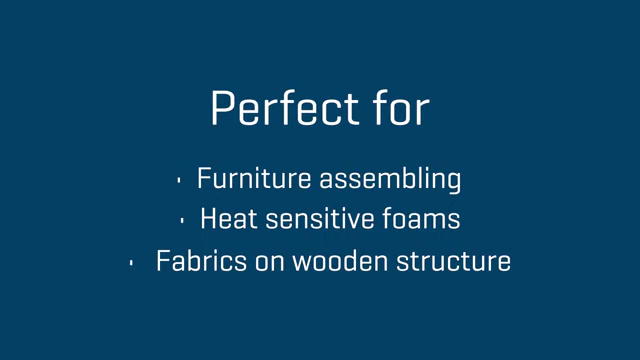 Perfect for
· Furniture assembling
· Heat sensitive foams
· Fabrics on wooden structure